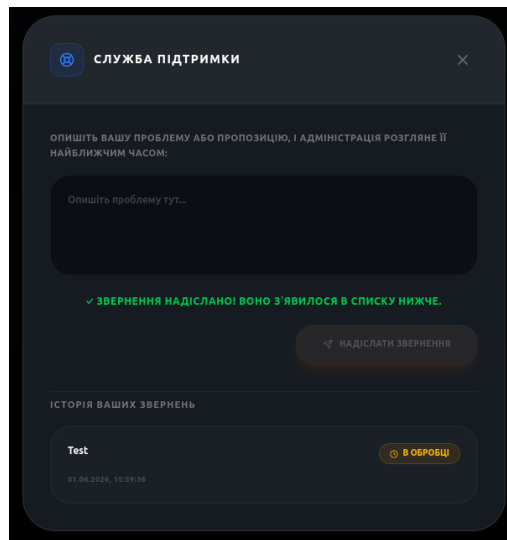 СЛУЖБА ПІДТРИМКИ
ОПИШІТЬ ВАШУ ПРОБЛЕМУ АБО ПРОПОЗИЦІЮ, І АДМІНІСТРАЦІЯ РОЗГЛЯНЕ ЇЇ
НАЙБЛИЖЧИМ ЧАСОМ:
Опишіть проблему тут...
✓ ЗВЕРНЕННЯ НАДІСЛАНО! ВОНО З'ЯВИЛОСЯ В СПИСКУ НИЖЧЕ.
НАДІСЛАТИ ЗВЕРНЕННЯ
ІСТОРІЯ ВАШИХ ЗВЕРНЕНЬ
Test
В ОБРОБЦІ
01.06.2026, 15:59:36